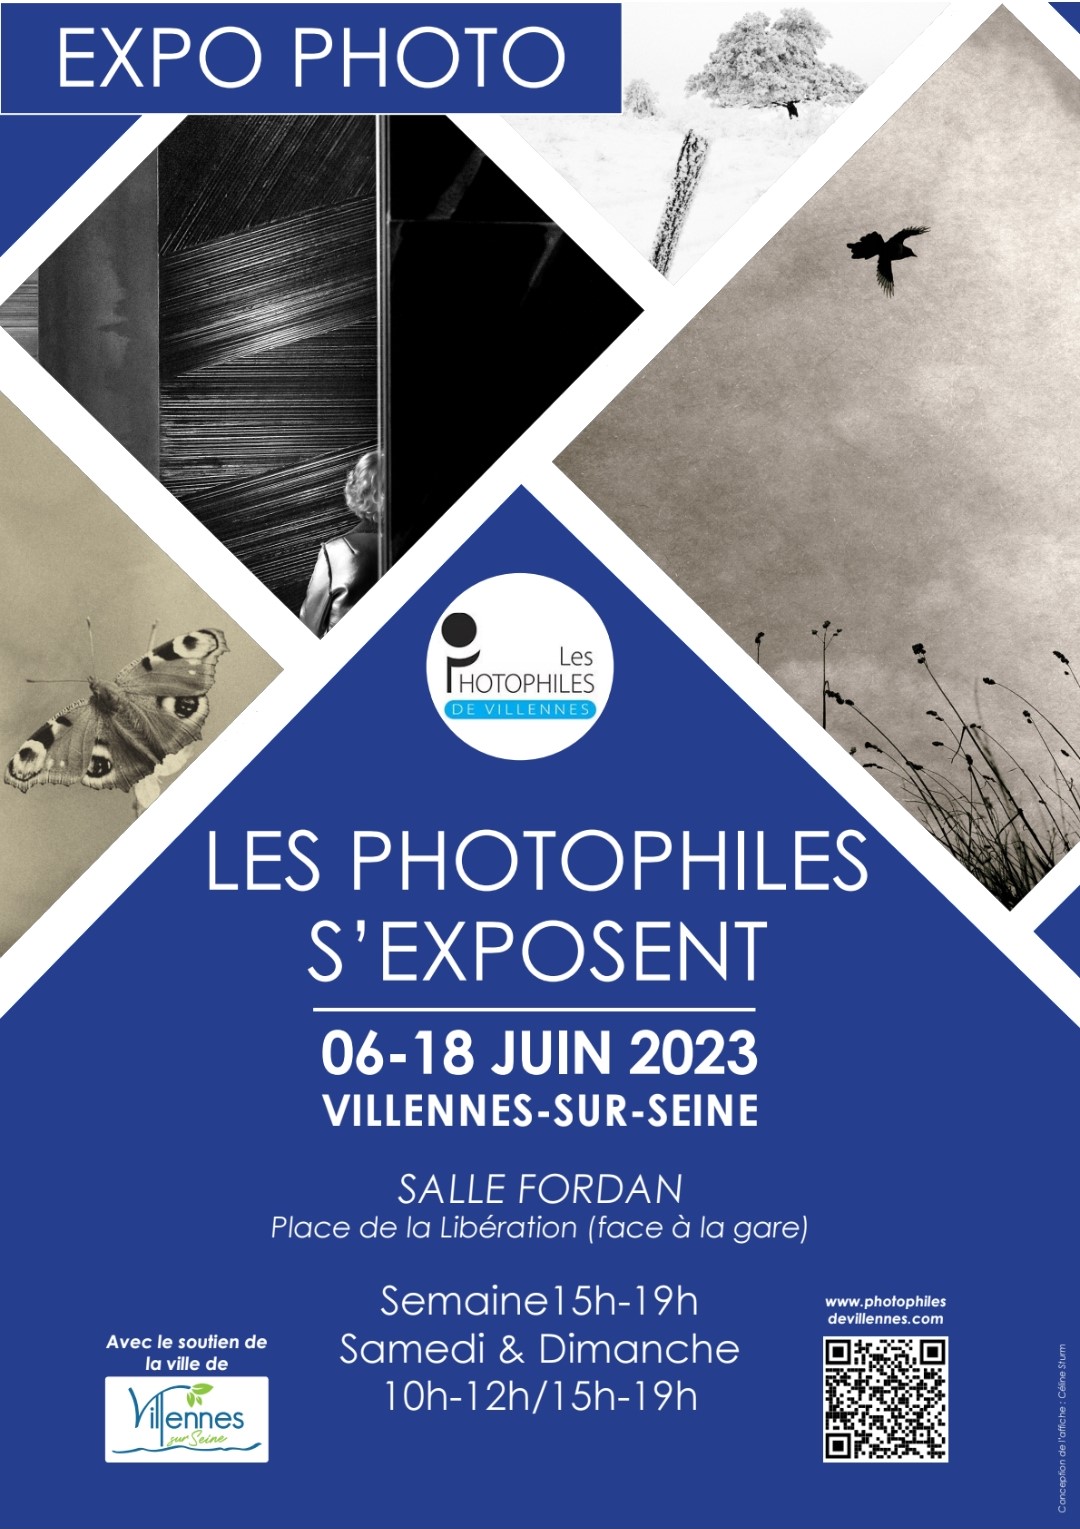 EXPO PHOTO
Les
PHOTOPHILES
DE VILLENNES
LES PHOTOPHILES
S'EXPOSENT
06-18 JUIN 2023
VILLENNES-SUR-SEINE
SALLE FORDAN
Place de la Libération (face à la gare)
Semaine15h-19h
Samedi & Dimanche
10h-12h/15h-19h
Avec le soutien de
la ville de
Villennes
sur Seine
www.photophiles
devillennes.com
Conception de l'affiche : Céline Sturm